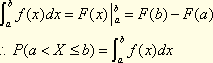 ∫_a^b f(x)dx = F(x)|_a^b = F(b) − F(a)
∴ P(a < X ≤ b) = ∫_a^b f(x)dx